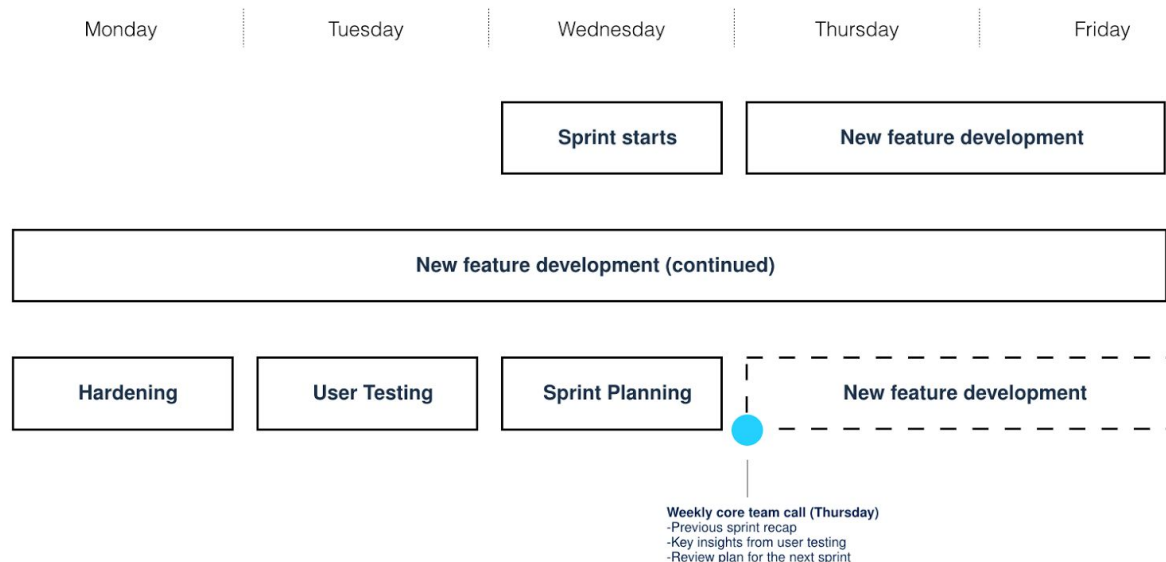 Monday Tuesday Wednesday Thursday Friday
Sprint starts New feature development
New feature development (continued)
Hardening User Testing Sprint Planning New feature development
Weekly core team call (Thursday)
-Previous sprint recap
-Key insights from user testing
-Review plan for the next sprint